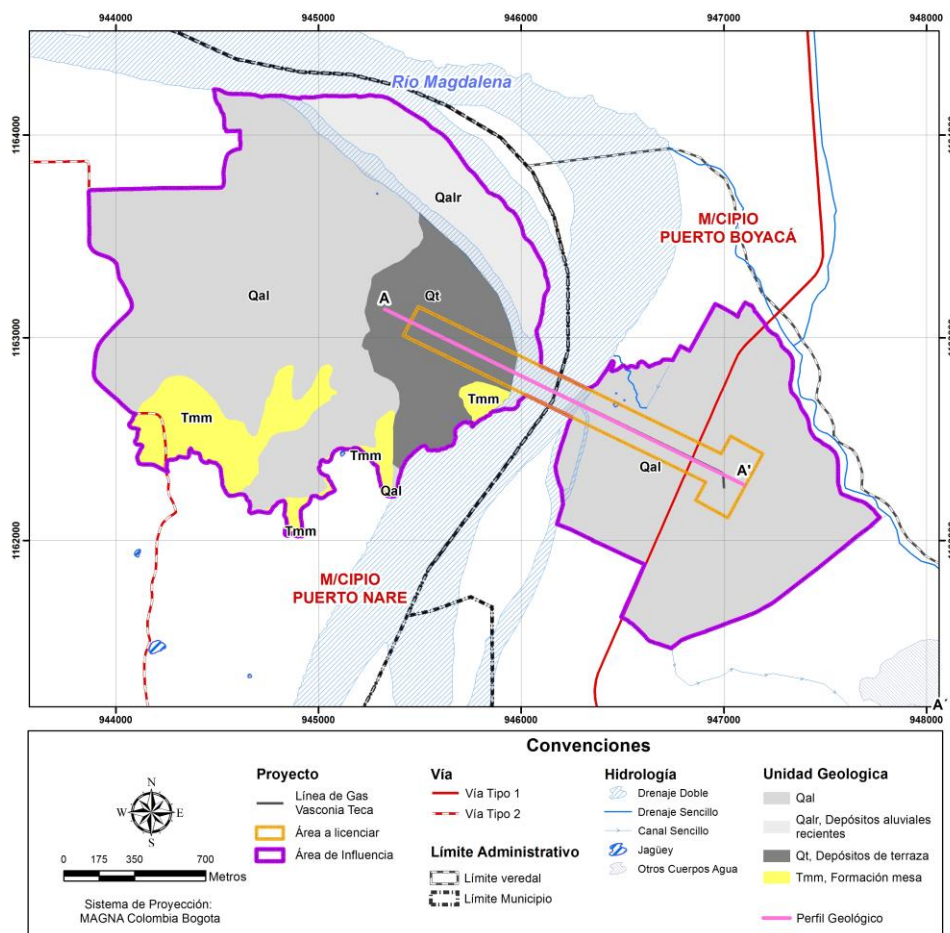 944000 945000 946000 947000 948000
1164000
Río Magdalena
Qalr
M/CIPIO
PUERTO BOYACÁ
Qal
A
Qt
1163000
Tmm
Tmm
Tmm
Qal
A'
Qal
Tmm
1162000
M/CIPIO
PUERTO NARE
944000 945000 946000 947000 948000
A'
Convenciones
N
W E
S
0 175 350 700
Metros
Sistema de Proyección:
MAGNA Colombia Bogota
Proyecto
Línea de Gas
Vasconia Teca
Área a licenciar
Área de Influencia
Vía
Vía Tipo 1
Vía Tipo 2
Límite Administrativo
Límite veredal
Límite Municipio
Hidrología
Drenaje Doble
Drenaje Sencillo
Canal Sencillo
Jagüey
Otros Cuerpos Agua
Unidad Geologica
Qal
Qalr, Depósitos aluviales
recientes
Qt, Depósitos de terraza
Tmm, Formación mesa
Perfil Geológico